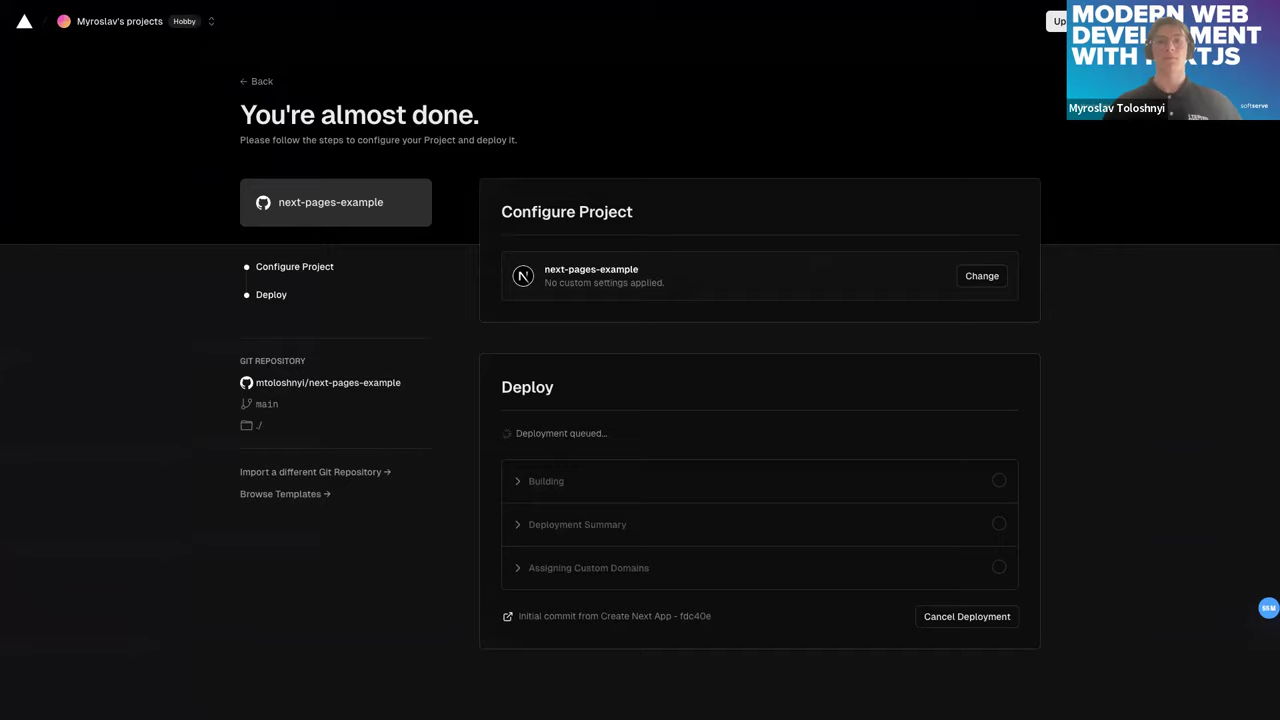 Myroslav's projects Hobby
Up
MODERN WEB
DEVELOPMENT
WITH NEXTJS
Myroslav Toloshnyi
softserve
← Back
You're almost done.
Please follow the steps to configure your Project and deploy it.
next-pages-example
Configure Project
Deploy
GIT REPOSITORY
mtoloshnyi/next-pages-example
main
./
Import a different Git Repository →
Browse Templates →
Configure Project
N
next-pages-example
No custom settings applied.
Change
Deploy
Deployment queued...
Building
Deployment Summary
Assigning Custom Domains
Initial commit from Create Next App - fdc40e
Cancel Deployment